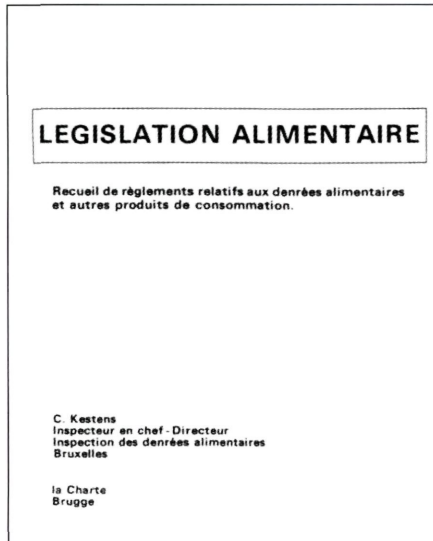 LEGISLATION ALIMENTAIRE
Recueil de règlements relatifs aux denrées alimentaires
et autres produits de consommation.
C. Kestens
Inspecteur en chef - Directeur
Inspection des denrées alimentaires
Bruxelles
la Charte
Brugge